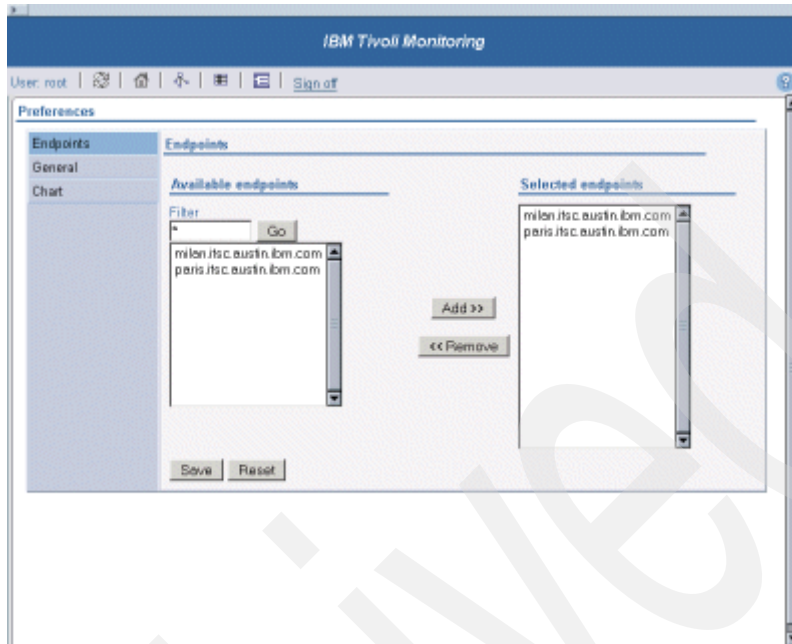 IBM Tivoli Monitoring
User: root
Sign off
?
Preferences
Endpoints
General
Chart
Endpoints
Available endpoints
Filter
*
Go
milan.itsc.austin.ibm.com
paris.itsc.austin.ibm.com
Add >>
<< Remove
Selected endpoints
milan.itsc.austin.ibm.com
paris.itsc.austin.ibm.com
Save Reset